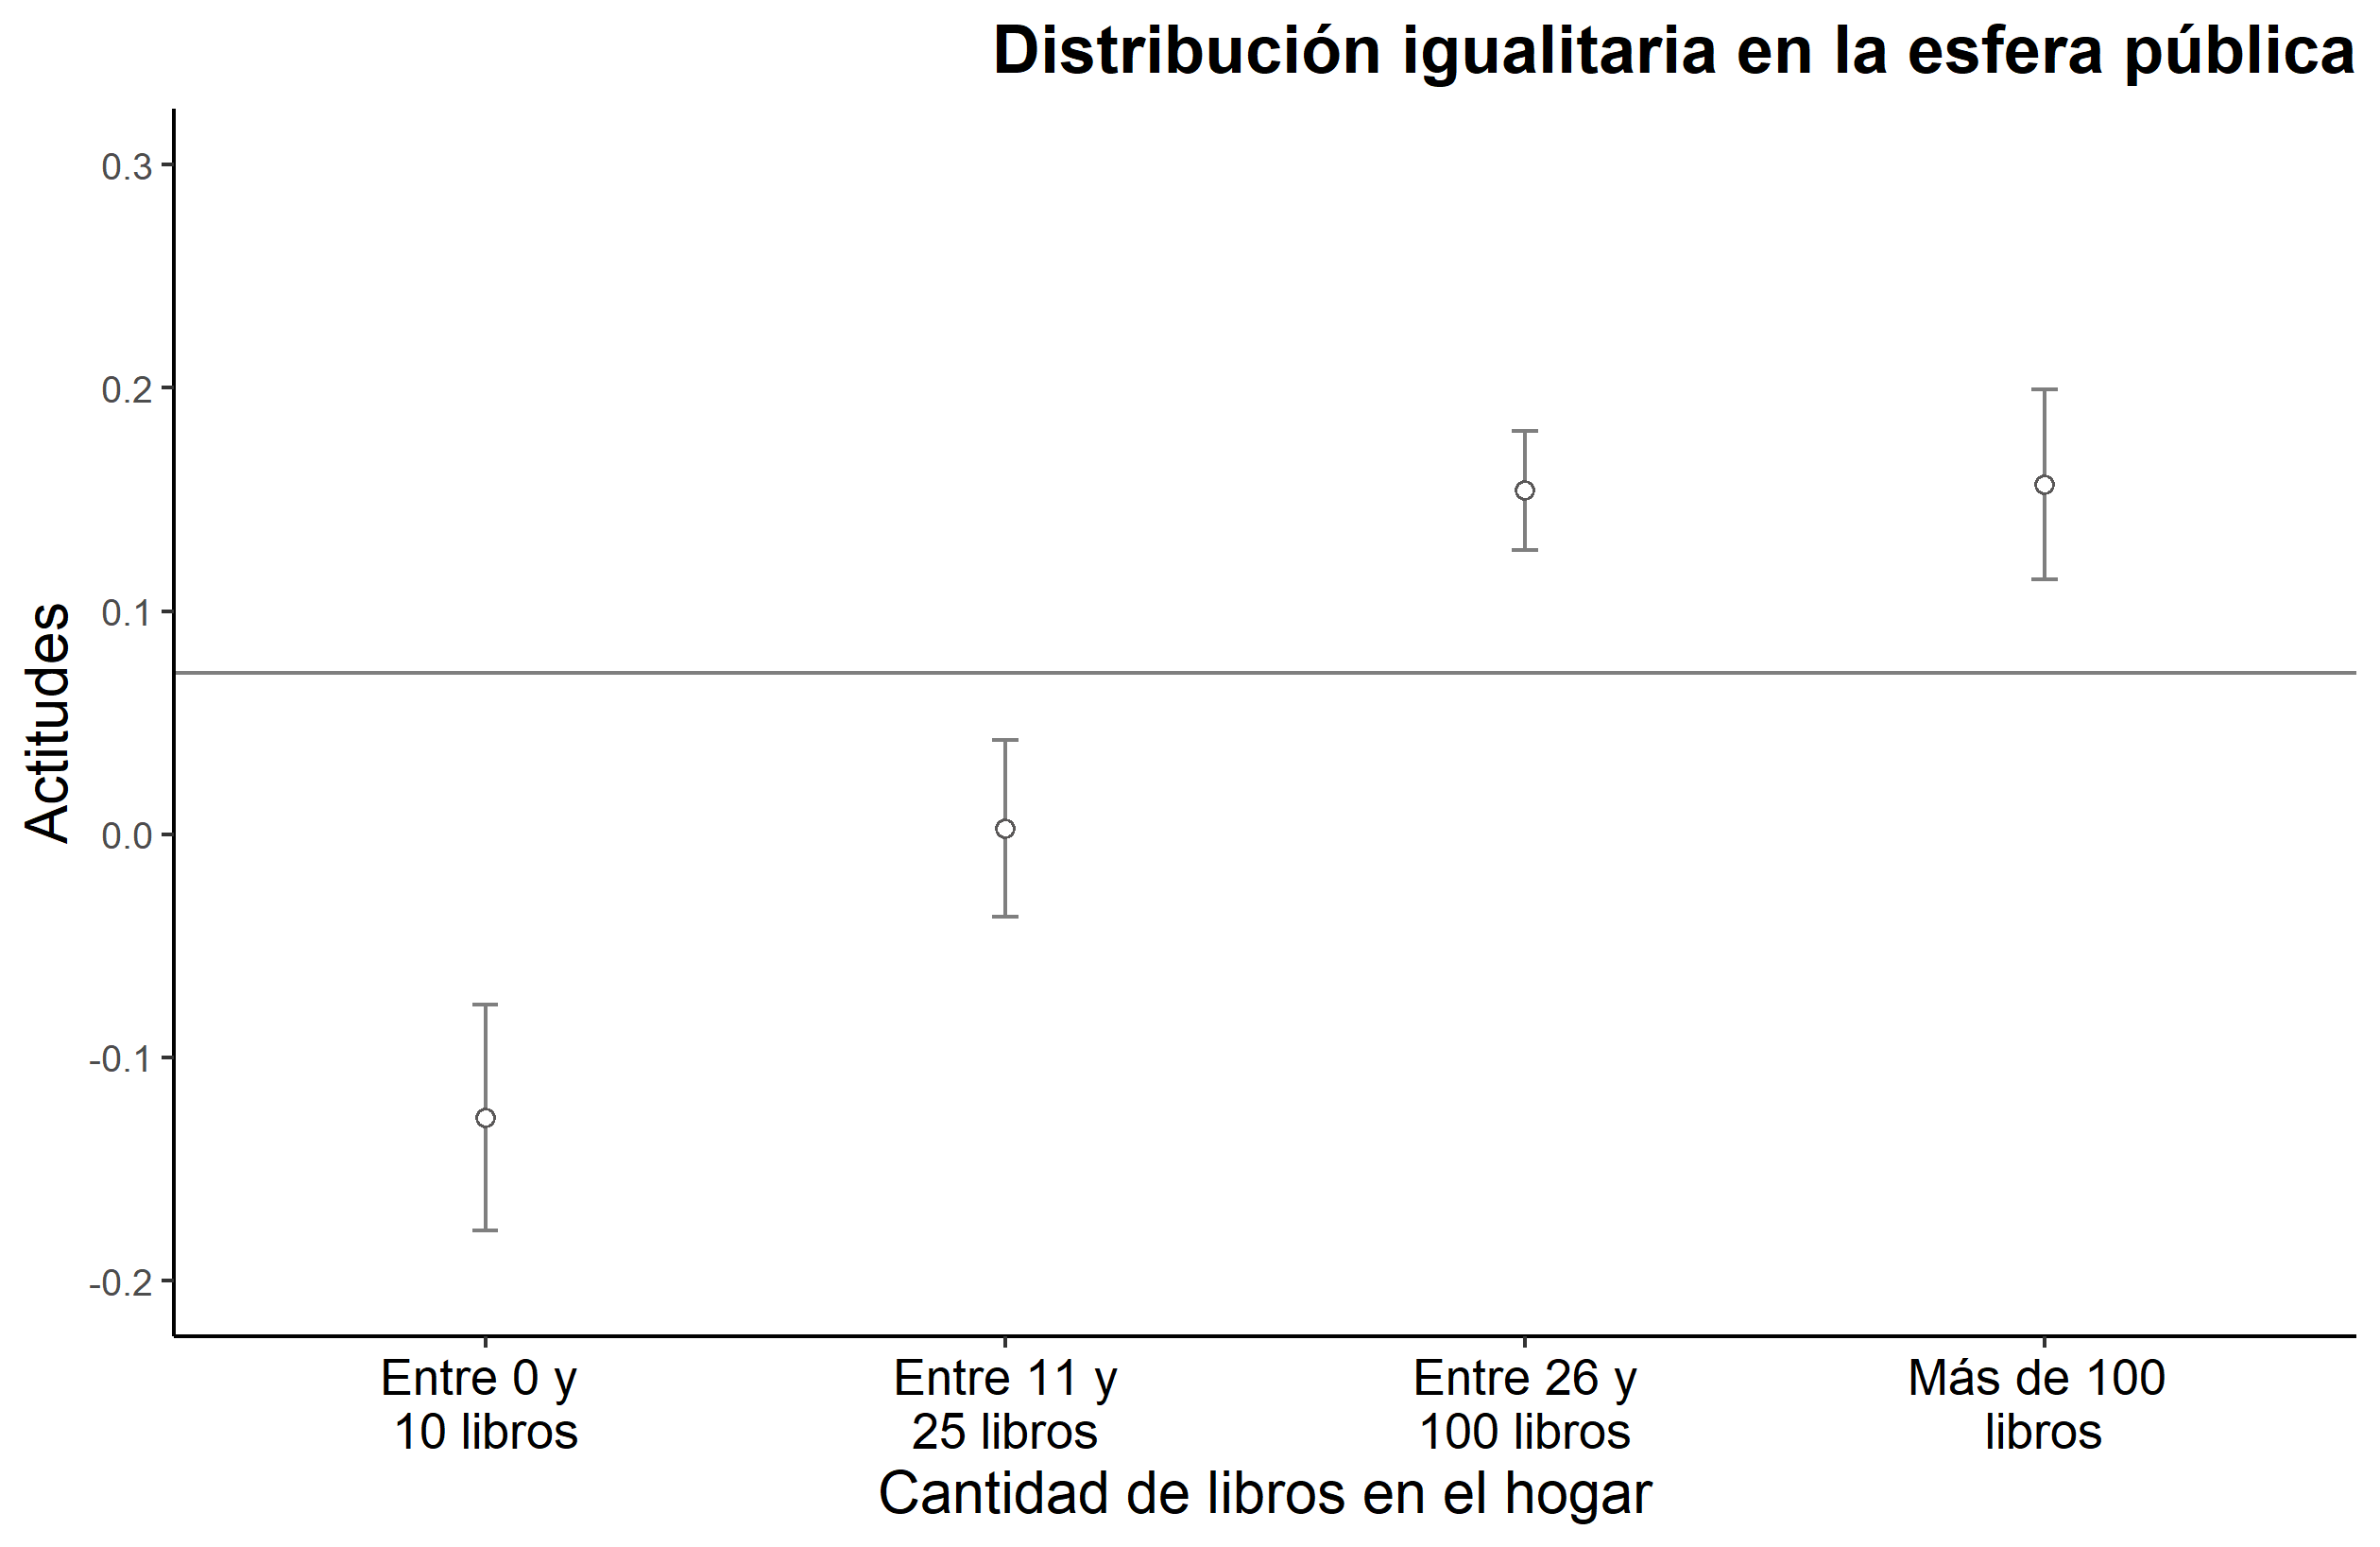 Distribución igualitaria en la esfera pública
Actitudes
0.3
0.2
0.1
0.0
-0.1
-0.2
Entre 0 y
10 libros
Entre 11 y
25 libros
Entre 26 y
100 libros
Más de 100
libros
Cantidad de libros en el hogar